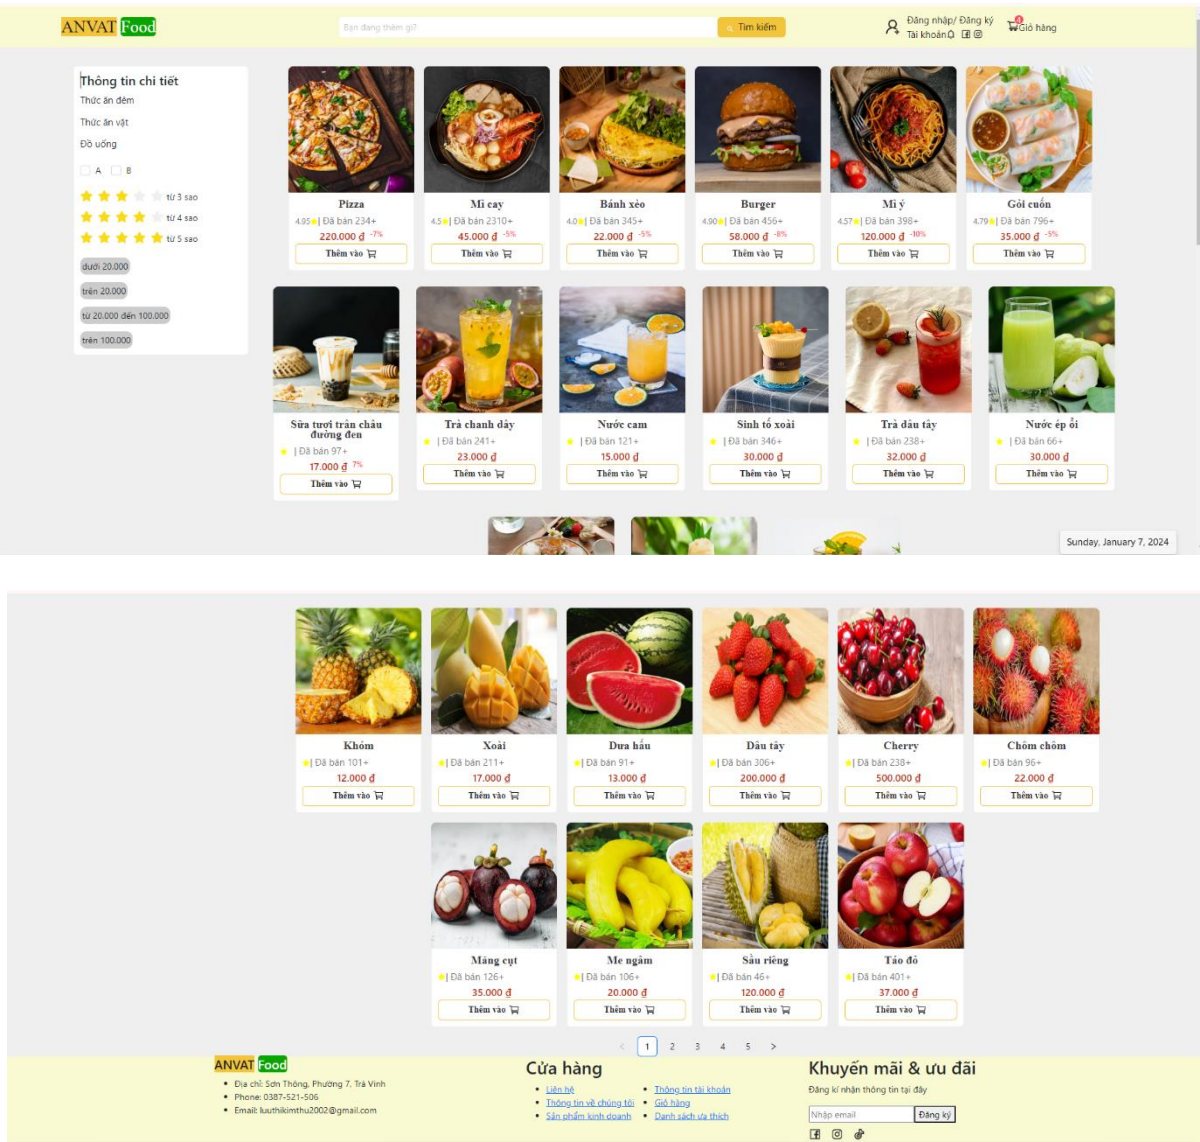 ANVAT Food
Bạn đang thèm gì?
Tìm kiếm
Đăng nhập/ Đăng ký
Tài khoản
4
Giỏ hàng
Thông tin chi tiết
Thức ăn đêm
Thức ăn vặt
Đồ uống
A B
từ 3 sao
từ 4 sao
từ 5 sao
dưới 20.000
trên 20.000
từ 20.000 đến 100.000
trên 100.000
Pizza
4.95 | Đã bán 234+
220.000 ₫ -7%
Thêm vào
Mì cay
4.5 | Đã bán 2310+
45.000 ₫ -5%
Thêm vào
Bánh xèo
4.0 | Đã bán 345+
22.000 ₫ -5%
Thêm vào
Burger
4.90 | Đã bán 456+
58.000 ₫ -8%
Thêm vào
Mì ý
4.57 | Đã bán 398+
120.000 ₫ -10%
Thêm vào
Gỏi cuốn
4.79 | Đã bán 796+
35.000 ₫ -5%
Thêm vào
Sữa tươi trân châu
đường đen
| Đã bán 97+
17.000 ₫ 7%
Thêm vào
Trà chanh dây
| Đã bán 241+
23.000 ₫
Thêm vào
Nước cam
| Đã bán 121+
15.000 ₫
Thêm vào
Sinh tố xoài
| Đã bán 346+
30.000 ₫
Thêm vào
Trà dâu tây
| Đã bán 238+
32.000 ₫
Thêm vào
Nước ép ổi
| Đã bán 66+
30.000 ₫
Thêm vào
Sunday, January 7, 2024
Khóm
| Đã bán 101+
12.000 ₫
Thêm vào
Xoài
| Đã bán 211+
17.000 ₫
Thêm vào
Dưa hấu
| Đã bán 91+
13.000 ₫
Thêm vào
Dâu tây
| Đã bán 306+
200.000 ₫
Thêm vào
Cherry
| Đã bán 238+
500.000 ₫
Thêm vào
Chôm chôm
| Đã bán 96+
22.000 ₫
Thêm vào
Măng cụt
| Đã bán 126+
35.000 ₫
Thêm vào
Me ngâm
| Đã bán 106+
20.000 ₫
Thêm vào
Sầu riêng
| Đã bán 46+
120.000 ₫
Thêm vào
Táo đỏ
| Đã bán 401+
37.000 ₫
Thêm vào
< 1 2 3 4 5 >
ANVAT Food
Địa chỉ: Sơn Thông, Phường 7, Trà Vinh
Phone: 0387-521-506
Email: luuthikimthu2002@gmail.com
Cửa hàng
Liên hệ
Thông tin về chúng tôi
Sản phẩm kinh doanh
Thông tin tài khoản
Giỏ hàng
Danh sách ưa thích
Khuyến mãi & ưu đãi
Đăng kí nhận thông tin tại đây
Nhập email
Đăng ký